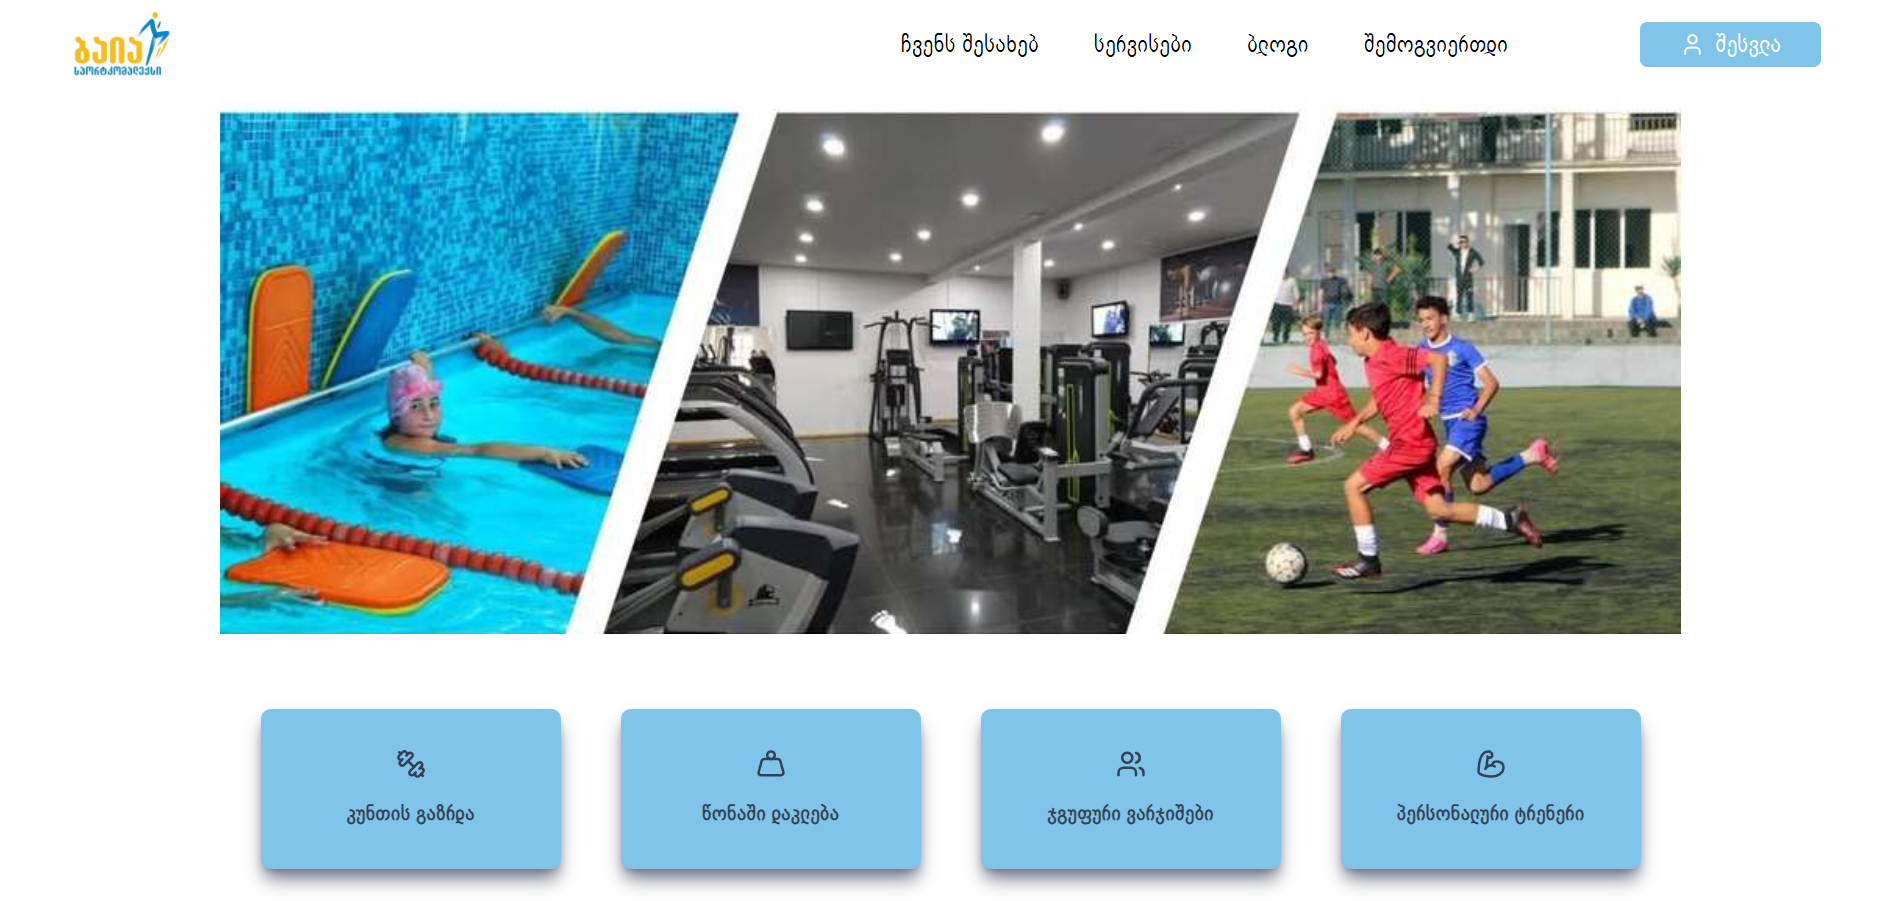 ბაია
სპორტკომპლექსი
ჩვენს შესახებ
სერვისები
ბლოგი
შემოგვიერთდი
შესვლა
კუნთის გაზრდა
წონაში დაკლება
ჯგუფური ვარჯიშები
პერსონალური ტრენერი